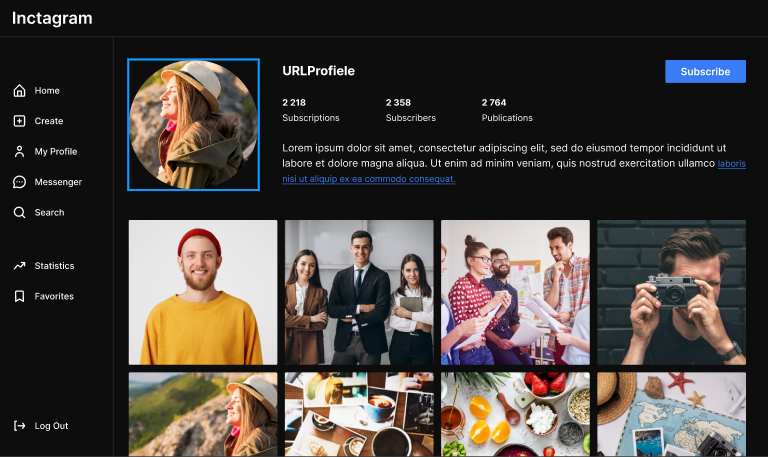 Inctagram
Home
Create
My Profile
Messenger
Search
Statistics
Favorites
Log Out
URLProfiele
Subscribe
2 218
2 358
2 764
Subscriptions
Subscribers
Publications
Lorem ipsum dolor sit amet, consectetur adipiscing elit, sed do eiusmod tempor incididunt ut
labore et dolore magna aliqua. Ut enim ad minim veniam, quis nostrud exercitation ullamco laboris
nisi ut aliquip ex ea commodo consequat.